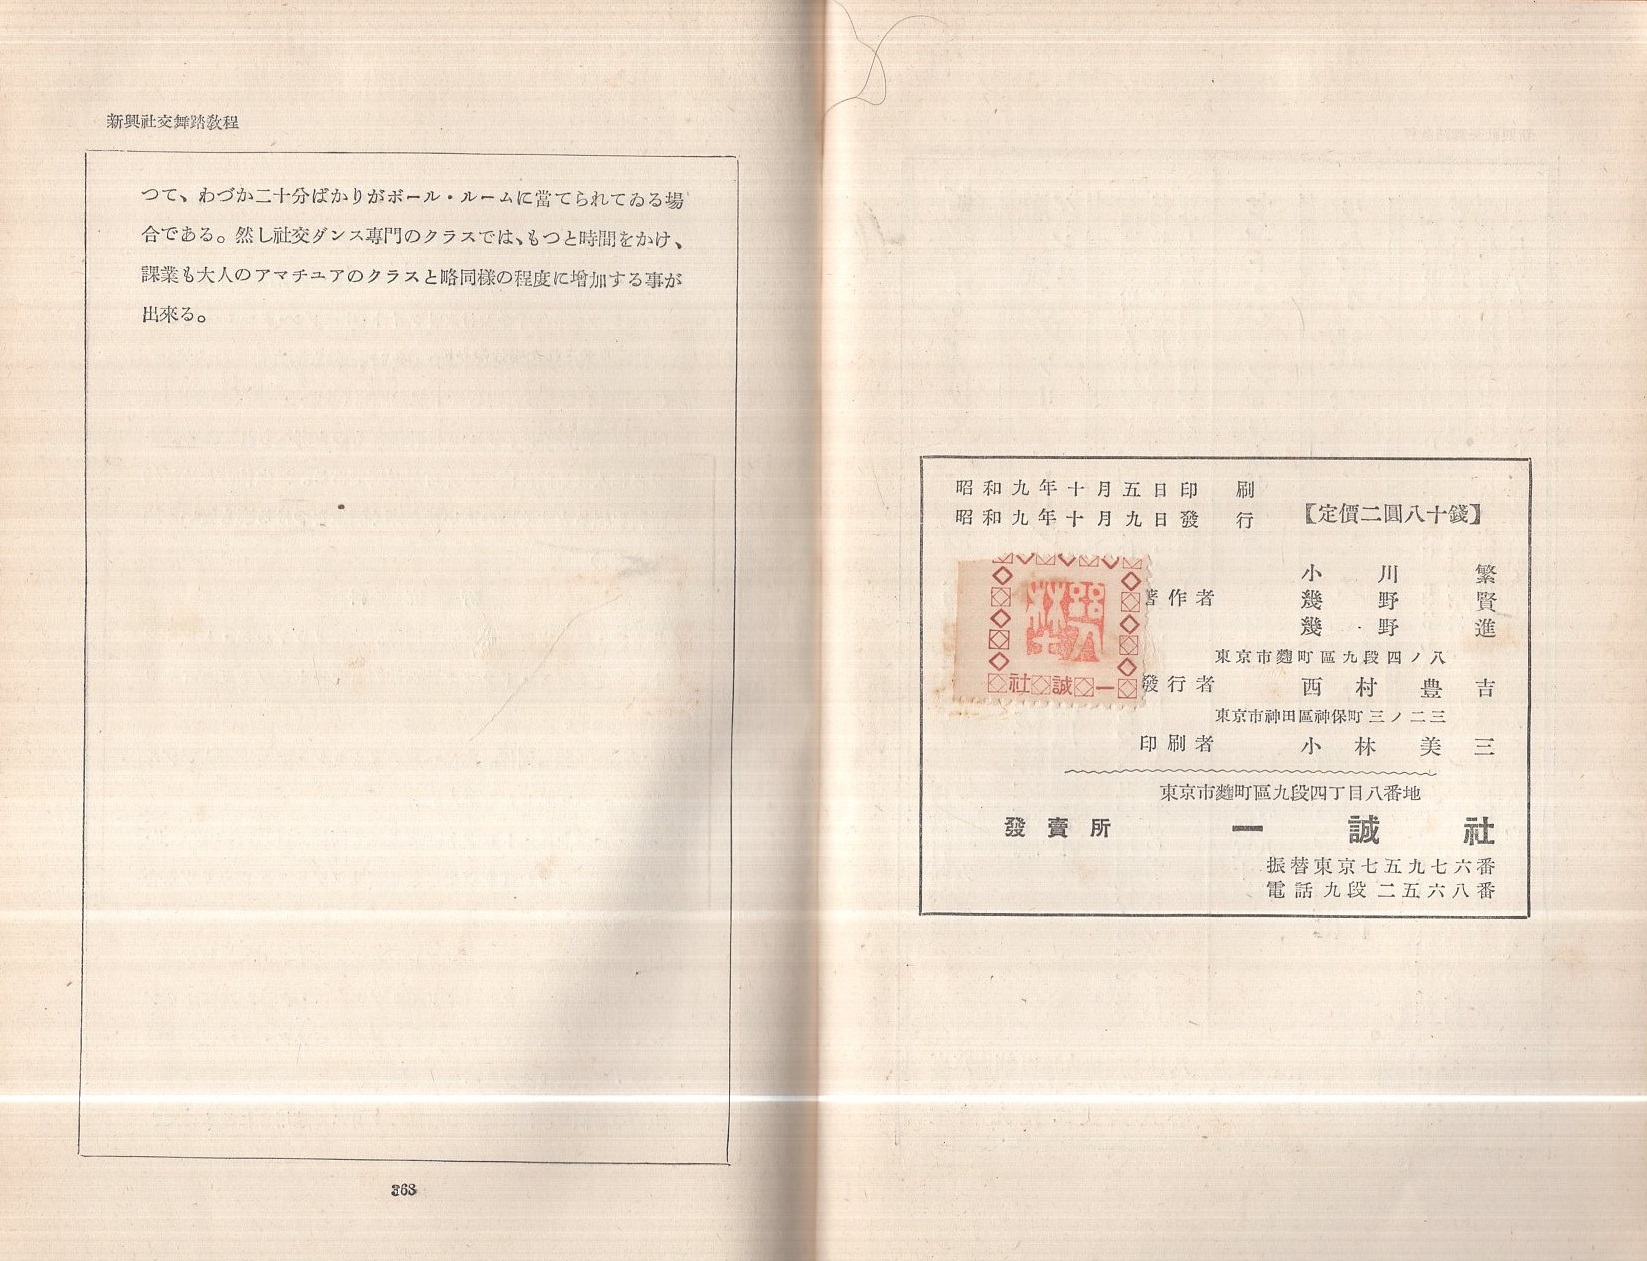 新興社交舞踏教程
つて、わづか二十分ばかりがボール・ルームに當てられてゐる場
合である。然し社交ダンス專門のクラスでは、もつと時間をかけ、
課業も大人のアマチユアのクラスと略同樣の程度に增加する事が
出來る。
363
昭和九年十月五日印 刷
昭和九年十月九日發 行
【定價二圓八十錢】
著作者
小川繁
幾野賢
幾野進
東京市麴町區九段四ノ八
發行者 西村豊吉
東京市神田區神保町三ノ二三
印刷者 小林美三
東京市麴町區九段四丁目八番地
發賣所 一誠社
振替東京七五九七六番
電話九段二五六八番
社誠一